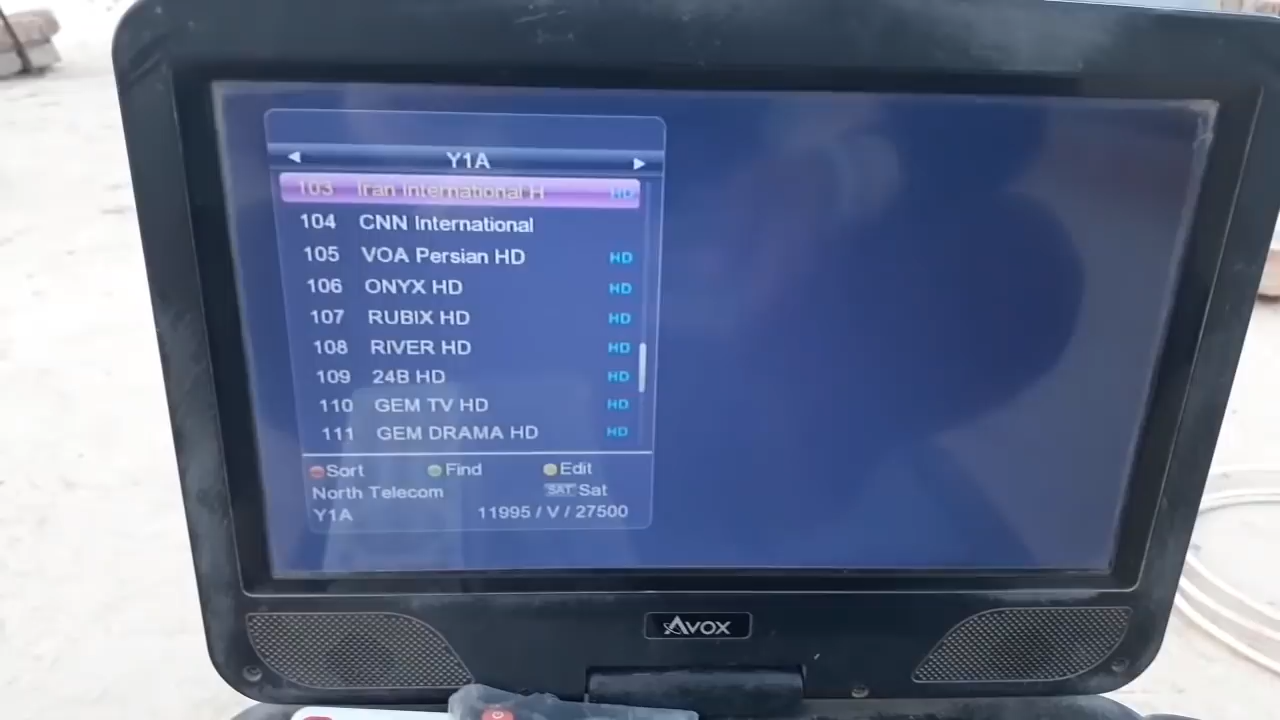 Y1A
103 Iran International H HD
104 CNN International
105 VOA Persian HD HD
106 ONYX HD HD
107 RUBIX HD HD
108 RIVER HD HD
109 24B HD HD
110 GEM TV HD HD
111 GEM DRAMA HD HD
Sort Find Edit
North Telecom SAT Sat
Y1A 11995 / V / 27500
AVOX